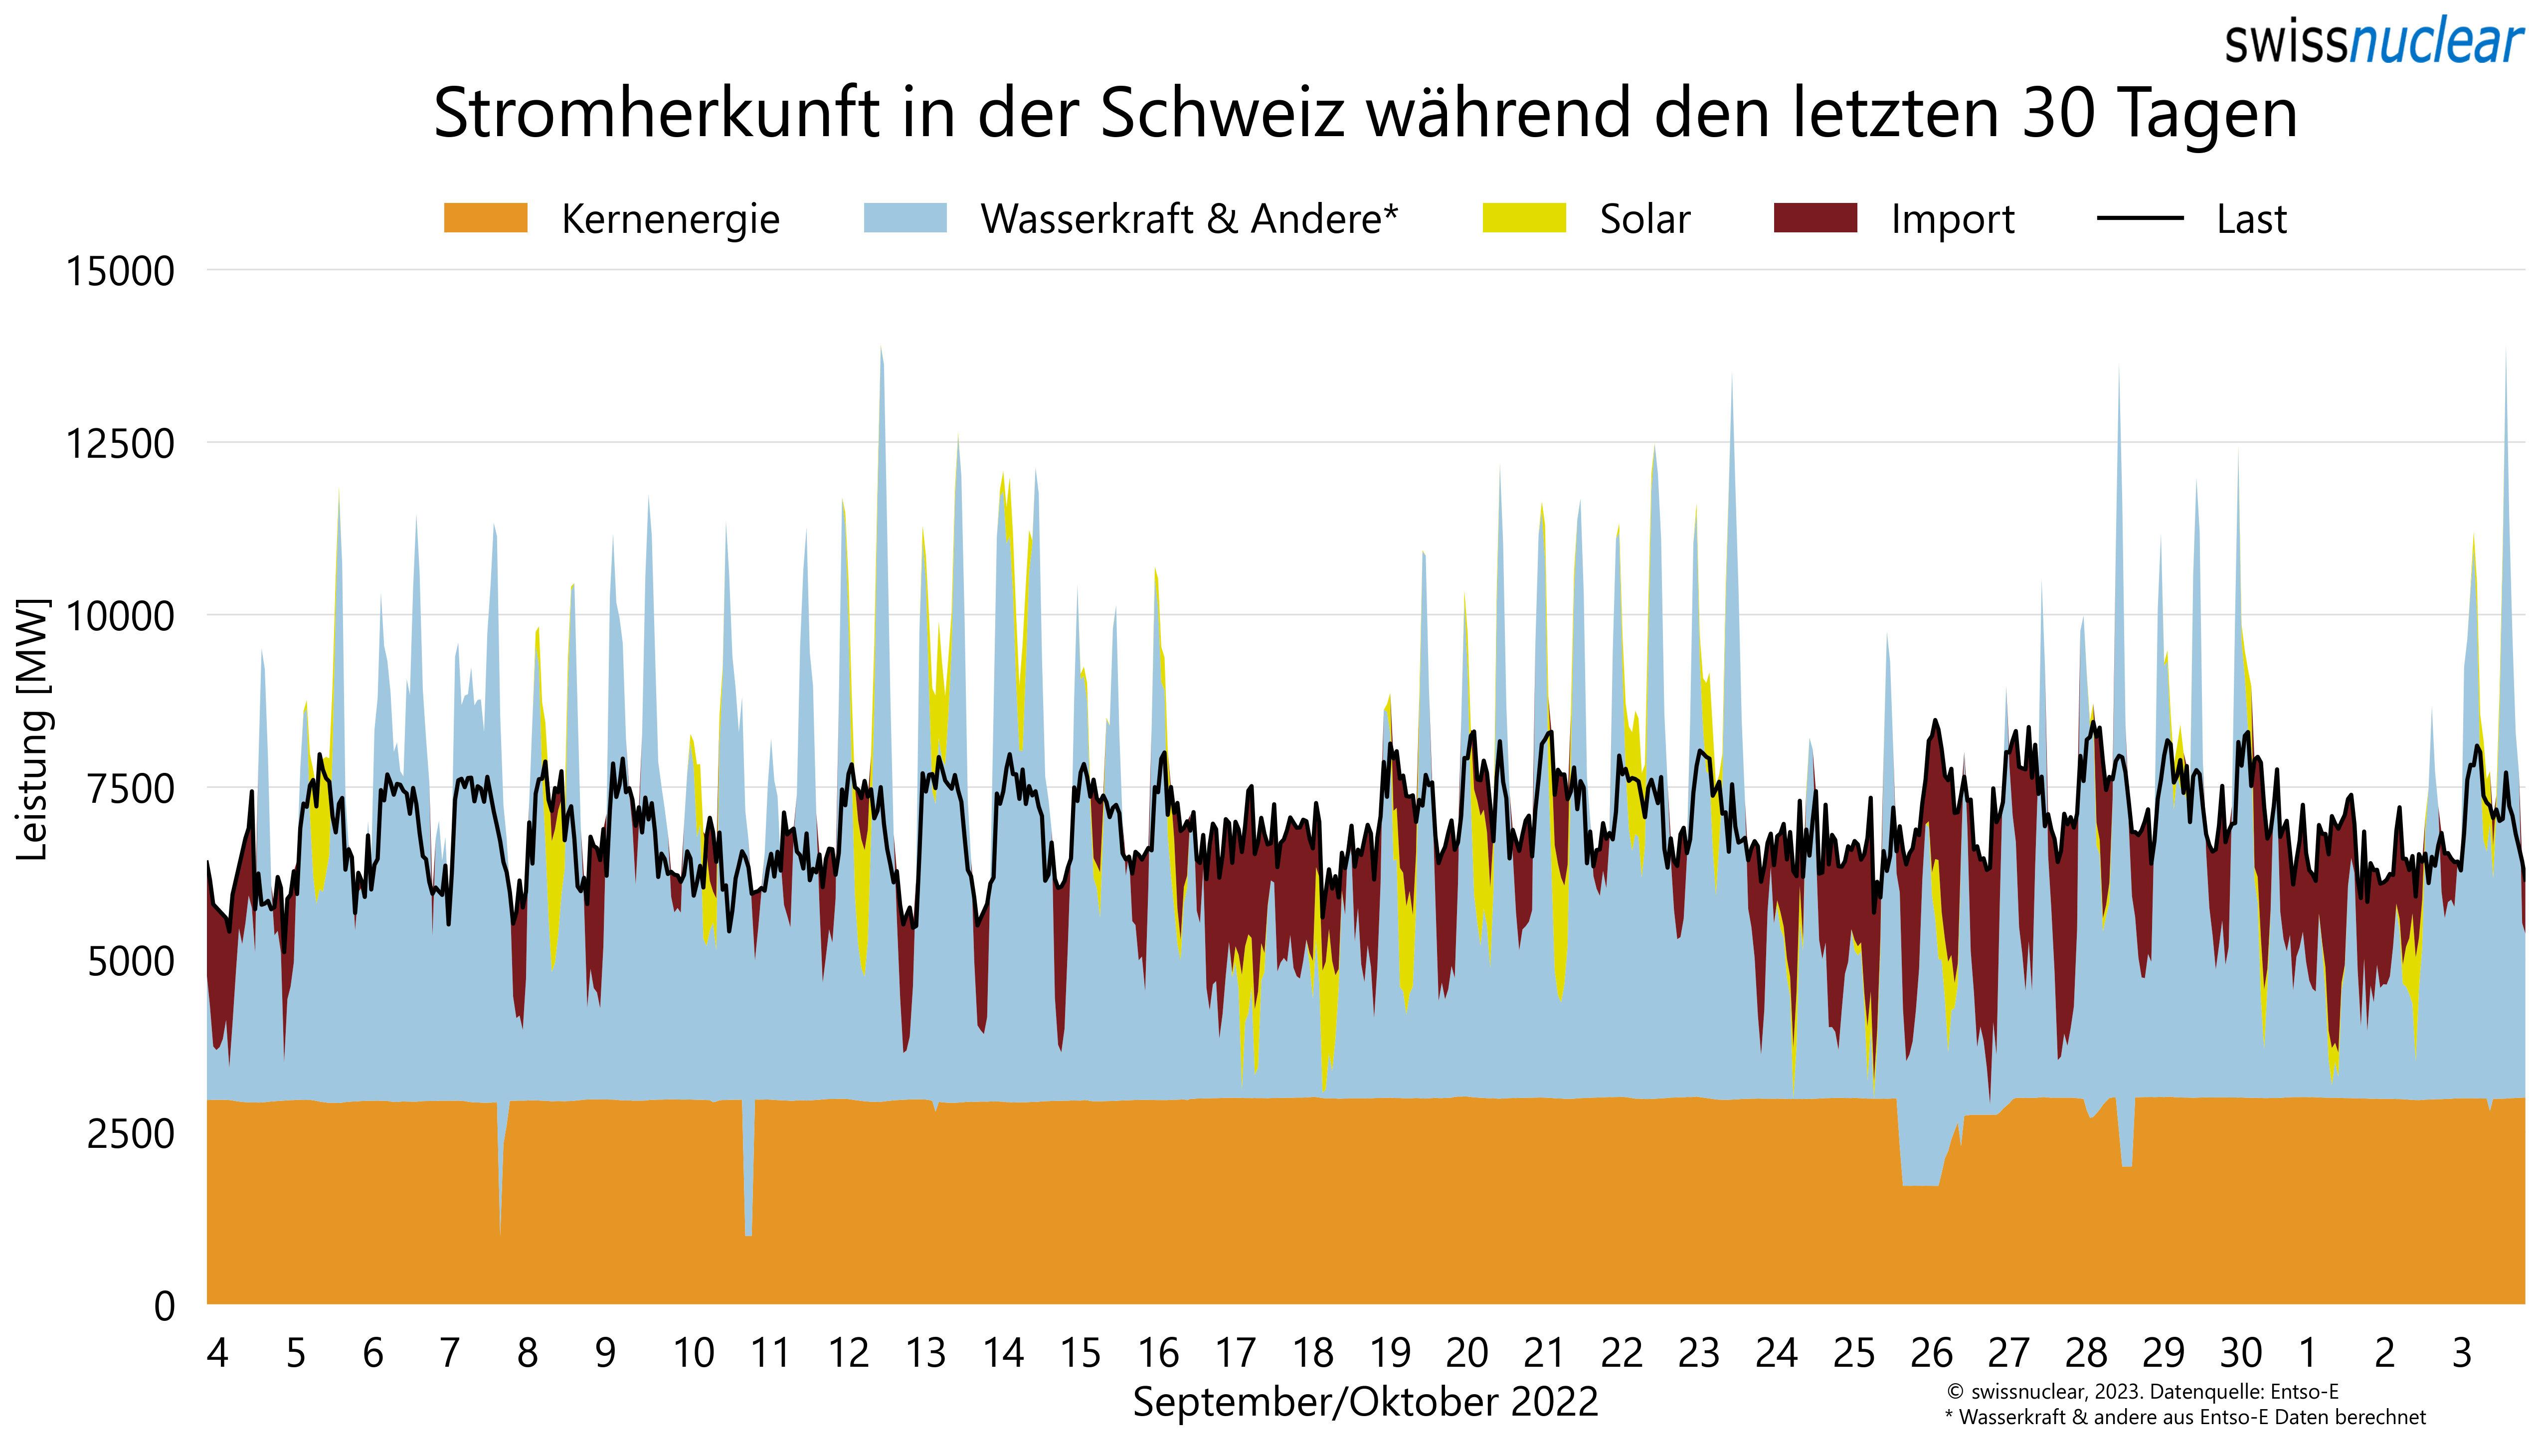 swissnuclear
Stromherkunft in der Schweiz während den letzten 30 Tagen
Kernenergie Wasserkraft & Andere* Solar Import Last
15000
12500
10000
7500
5000
2500
0
Leistung [MW]
4 5 6 7 8 9 10 11 12 13 14 15 16 17 18 19 20 21 22 23 24 25 26 27 28 29 30 1 2 3
September/Oktober 2022
© swissnuclear, 2023. Datenquelle: Entso-E
* Wasserkraft & andere aus Entso-E Daten berechnet